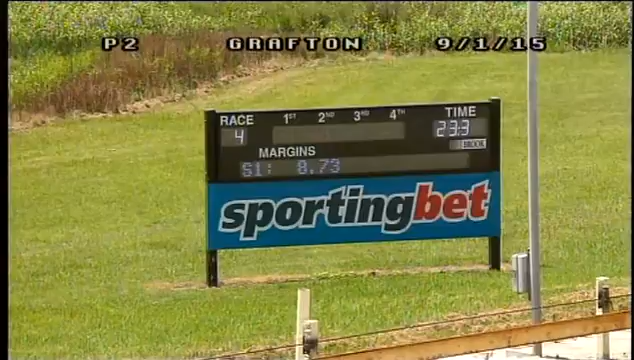 P2 GRAFTON 9/1/15
RACE 1ST 2ND 3RD 4TH TIME
4 23.3
MARGINS BROOK
S1: 8.73
sportingbet